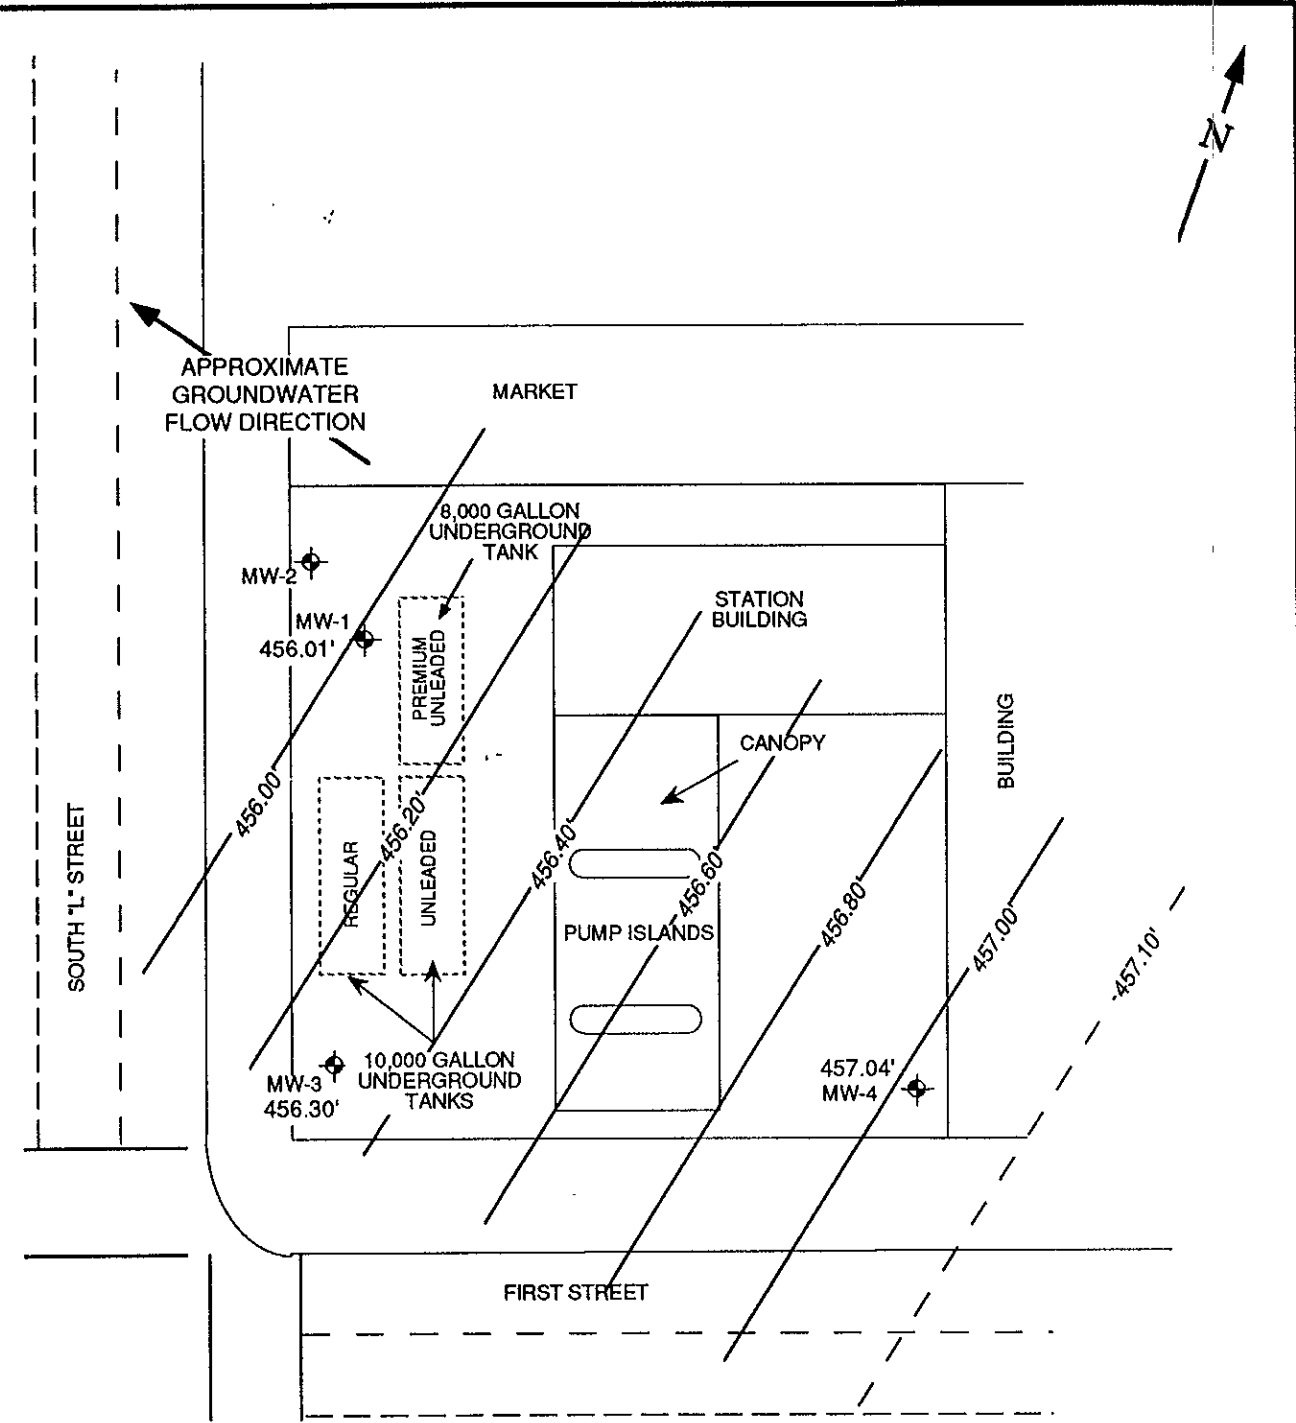 N
APPROXIMATE
GROUNDWATER
FLOW DIRECTION
MARKET
8,000 GALLON
UNDERGROUND
TANK
MW-2
MW-1
456.01'
PREMIUM
UNLEADED
STATION
BUILDING
CANOPY
BUILDING
456.00'
456.20'
456.40'
456.60'
456.80'
457.00'
-457.10'
SOUTH "L" STREET
REGULAR
UNLEADED
PUMP ISLANDS
MW-3
456.30'
10,000 GALLON
UNDERGROUND
TANKS
457.04'
MW-4
FIRST STREET